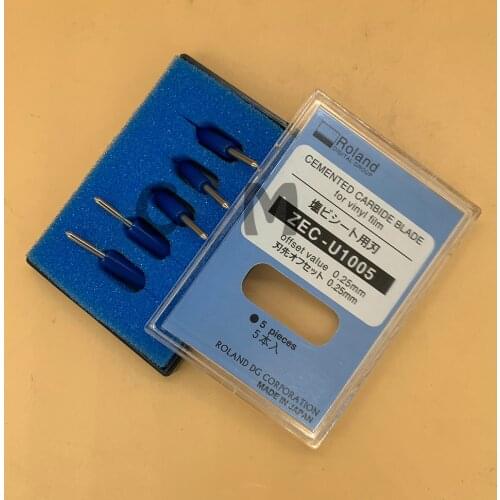 Roland
DIGITAL GROUP
CEMENTED CARBIDE BLADE
for vinyl film
塩ビシート用刃
ZEC-U1005
offset value 0.25mm
刃先オフセット 0.25mm
● 5 pieces
5本入
ROLAND DG CORPORATION
MADE IN JAPAN